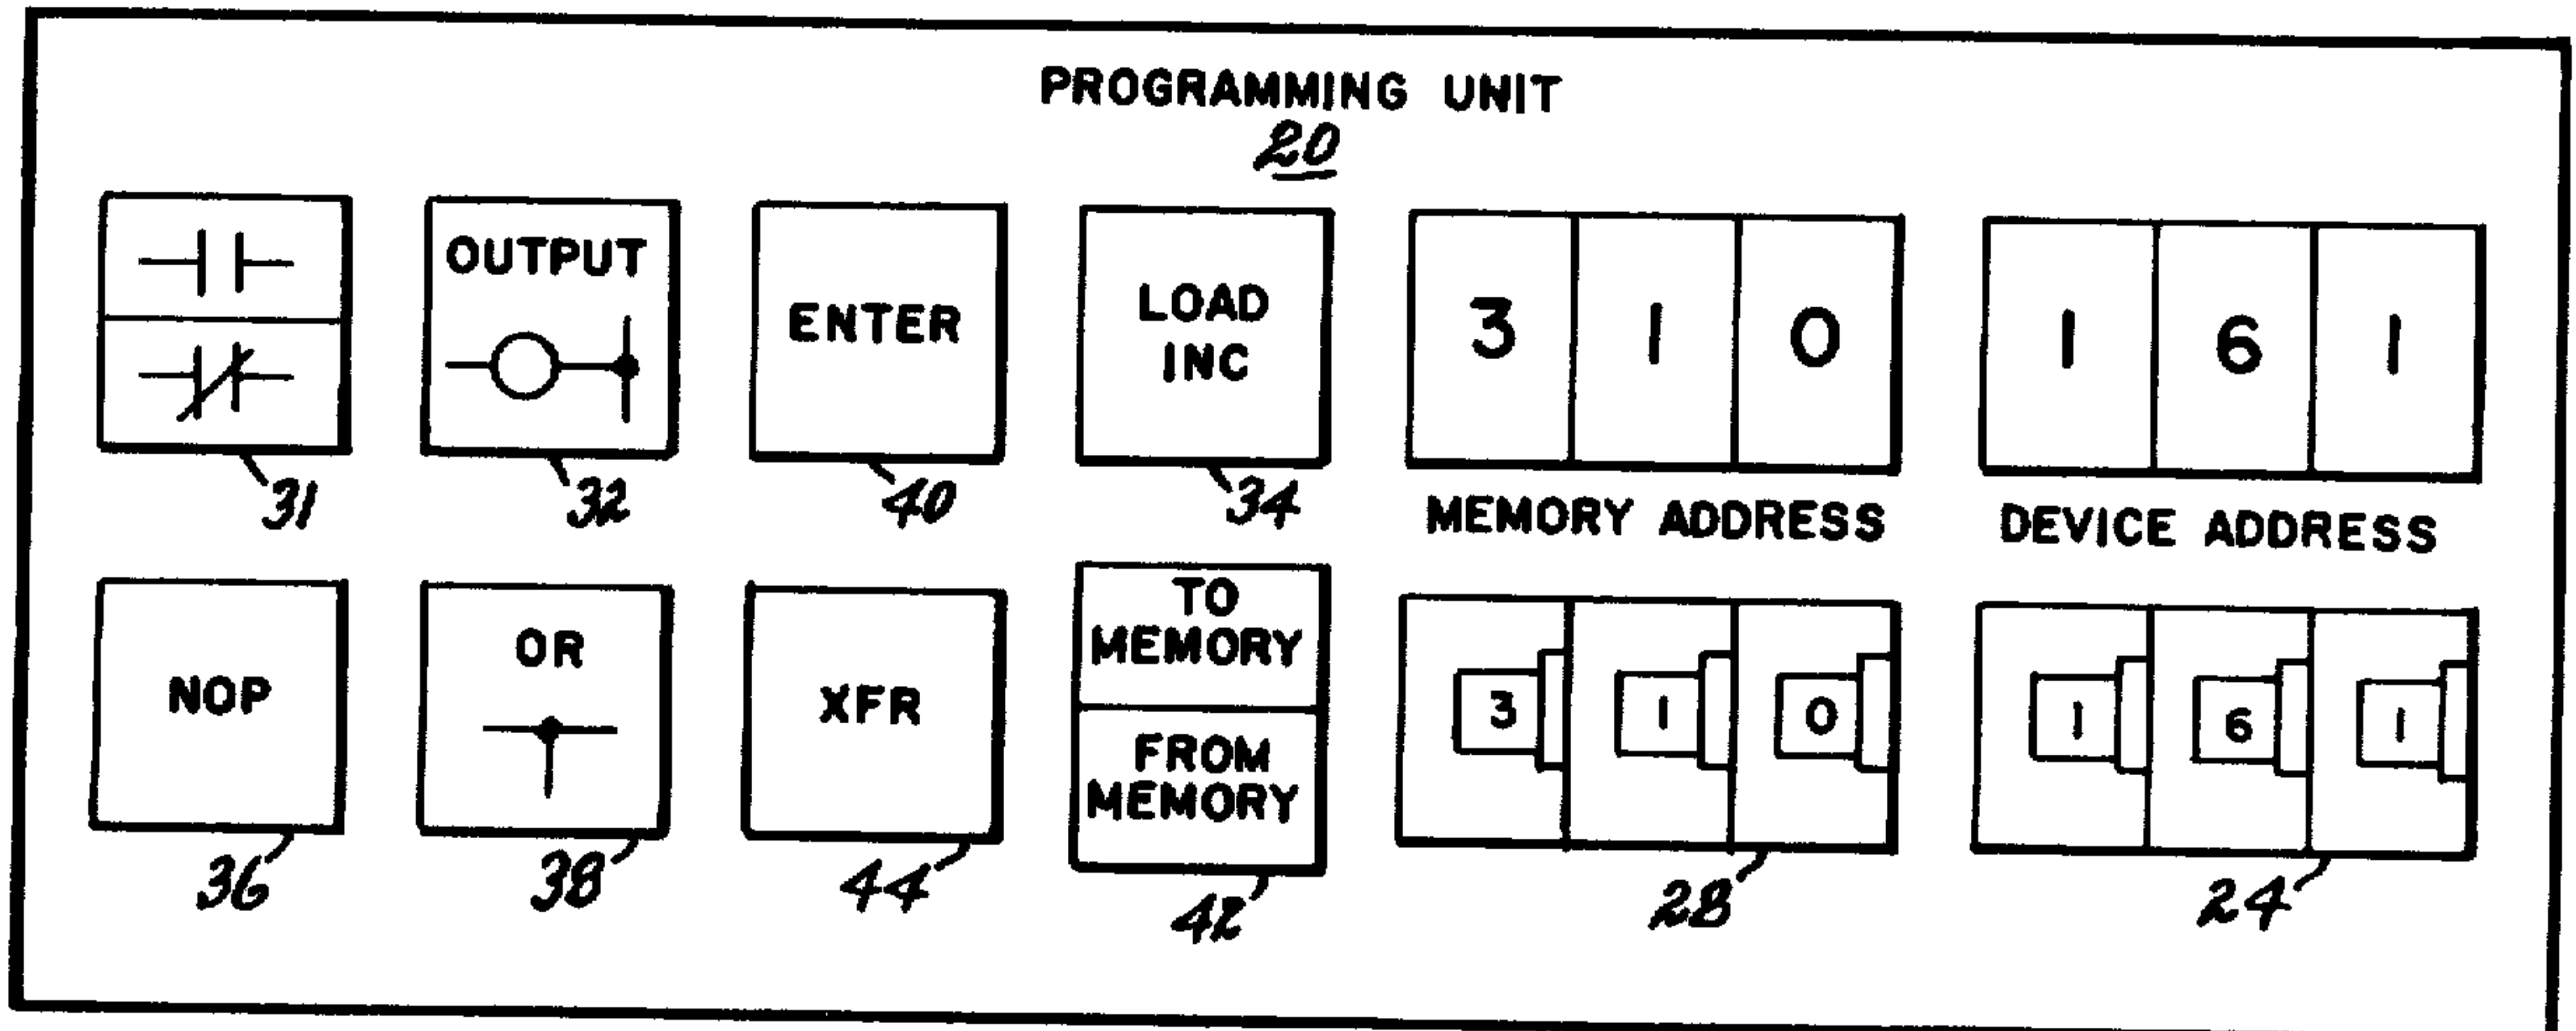 PROGRAMMING UNIT
20
OUTPUT
ENTER
LOAD
INC
3 1 0
1 6 1
31
32
40
34
MEMORY ADDRESS
DEVICE ADDRESS
NOP
OR
XFR
TO
MEMORY
FROM
MEMORY
3 1 0
1 6 1
36
38
44
42
28
24